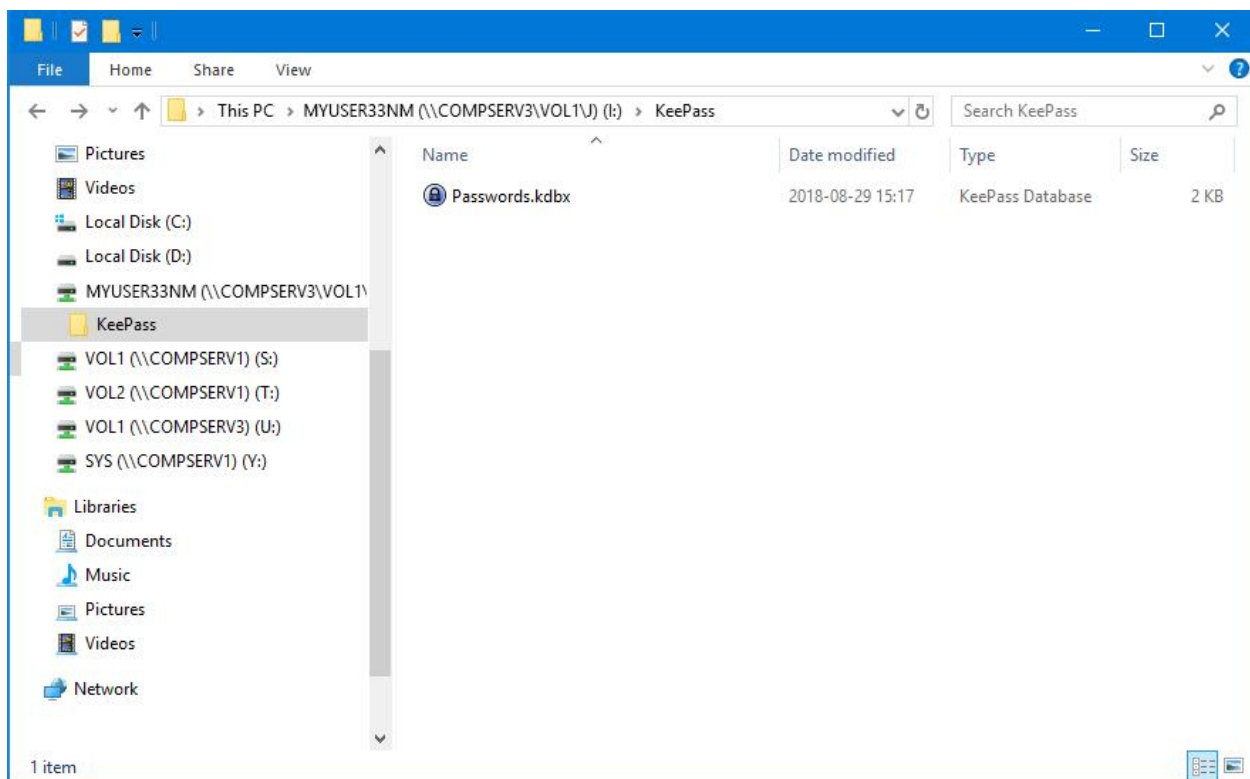 File Home Share View
This PC > MYUSER33NM (\\COMPSERV3\VOL1\J) (I:) > KeePass
Search KeePass
Name Date modified Type Size
Passwords.kdbx 2018-08-29 15:17 KeePass Database 2 KB
Pictures
Videos
Local Disk (C:)
Local Disk (D:)
MYUSER33NM (\\COMPSERV3\VOL1\
KeePass
VOL1 (\\COMPSERV1) (S:)
VOL2 (\\COMPSERV1) (T:)
VOL1 (\\COMPSERV3) (U:)
SYS (\\COMPSERV1) (Y:)
Libraries
Documents
Music
Pictures
Videos
Network
1 item